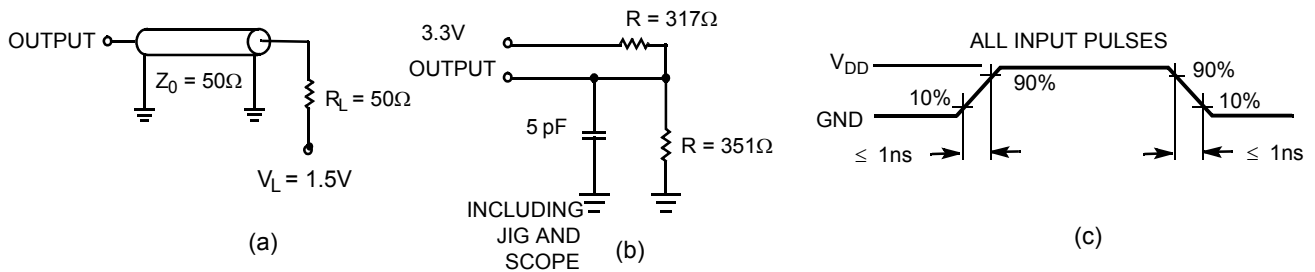 OUTPUT
Z0 = 50Ω
RL = 50Ω
VL = 1.5V
(a)
3.3V
OUTPUT
R = 317Ω
5 pF
R = 351Ω
INCLUDING
JIG AND
SCOPE
(b)
ALL INPUT PULSES
VDD
GND
10%
90%
90%
10%
≤ 1ns
≤ 1ns
(c)